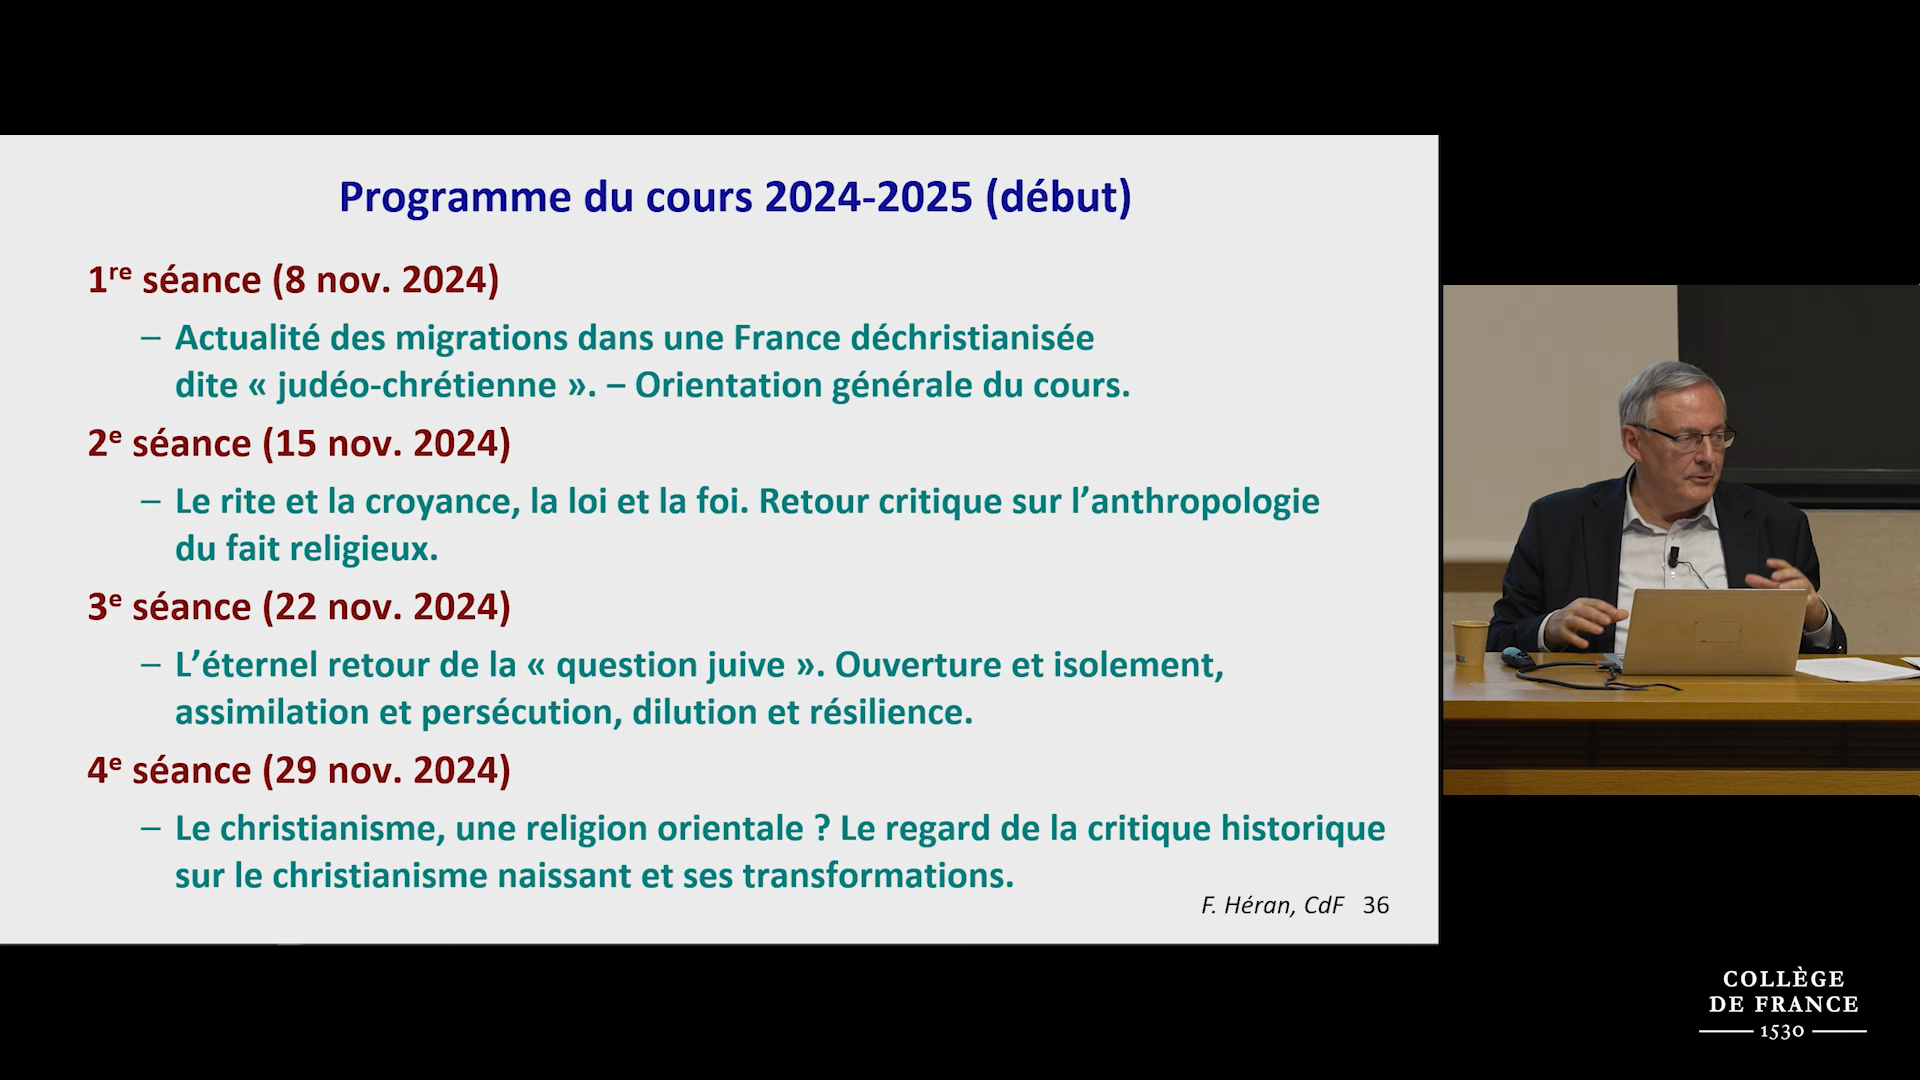 Programme du cours 2024-2025 (début)
1re séance (8 nov. 2024)
– Actualité des migrations dans une France déchristianisée
dite « judéo-chrétienne ». – Orientation générale du cours.
2e séance (15 nov. 2024)
– Le rite et la croyance, la loi et la foi. Retour critique sur l’anthropologie
du fait religieux.
3e séance (22 nov. 2024)
– L’éternel retour de la « question juive ». Ouverture et isolement,
assimilation et persécution, dilution et résilience.
4e séance (29 nov. 2024)
– Le christianisme, une religion orientale ? Le regard de la critique historique
sur le christianisme naissant et ses transformations.
F. Héran, CdF 36
COLLÈGE
DE FRANCE
1530